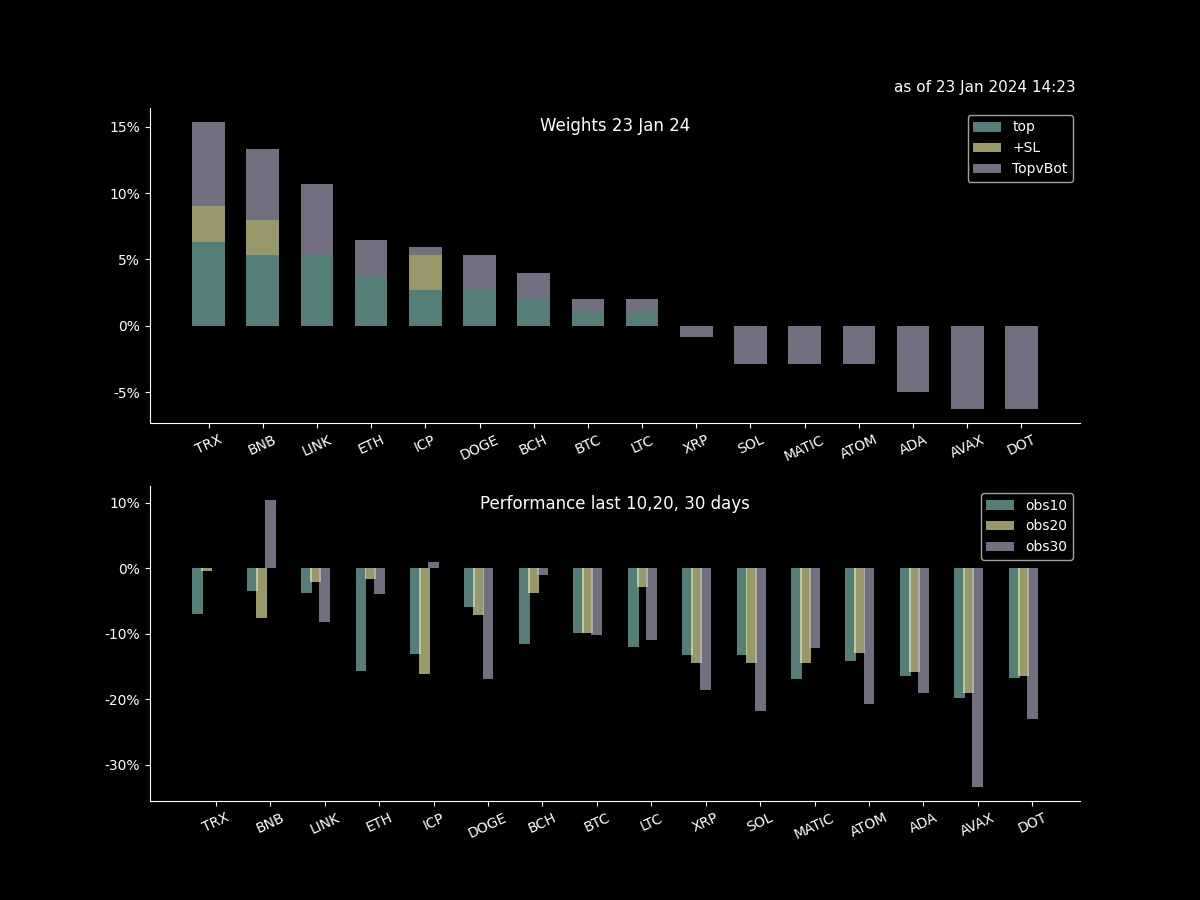 as of 23 Jan 2024 14:23
Weights 23 Jan 24
top
+SL
TopvBot
15%
10%
5%
0%
-5%
TRX BNB LINK ETH ICP DOGE BCH BTC LTC XRP SOL MATIC ATOM ADA AVAX DOT
Performance last 10,20, 30 days
obs10
obs20
obs30
10%
0%
-10%
-20%
-30%
TRX BNB LINK ETH ICP DOGE BCH BTC LTC XRP SOL MATIC ATOM ADA AVAX DOT